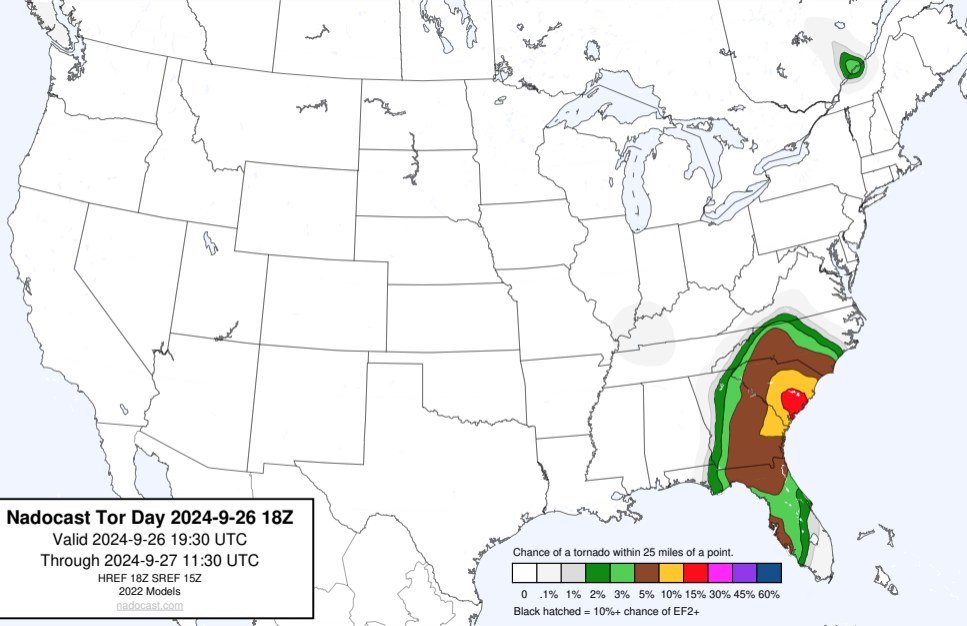 Nadocast Tor Day 2024-9-26 18Z
Valid 2024-9-26 19:30 UTC
Through 2024-9-27 11:30 UTC
HREF 18Z SREF 15Z
2022 Models
nadocast.com
Chance of a tornado within 25 miles of a point.
0 .1% 1% 2% 3% 5% 10% 15% 30% 45% 60%
Black hatched = 10%+ chance of EF2+